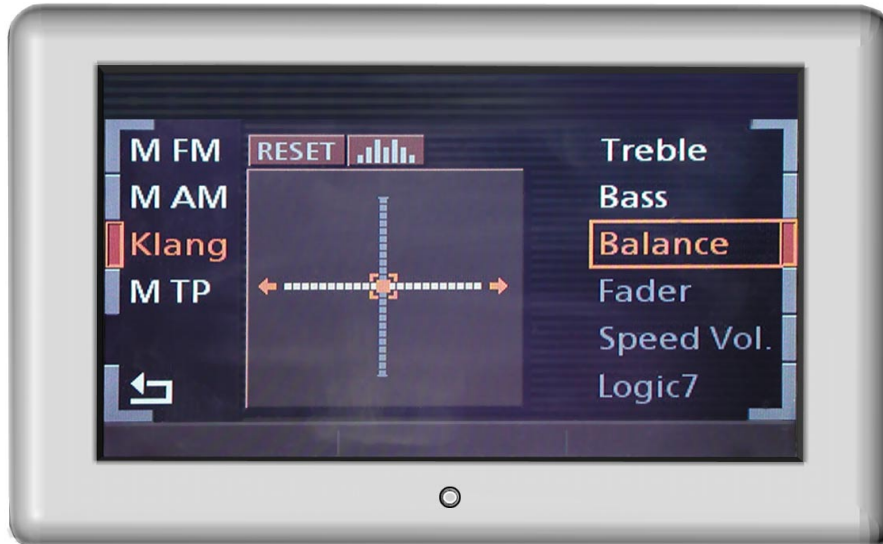 M FM
M AM
Klang
M TP
RESET
Treble
Bass
Balance
Fader
Speed Vol.
Logic7